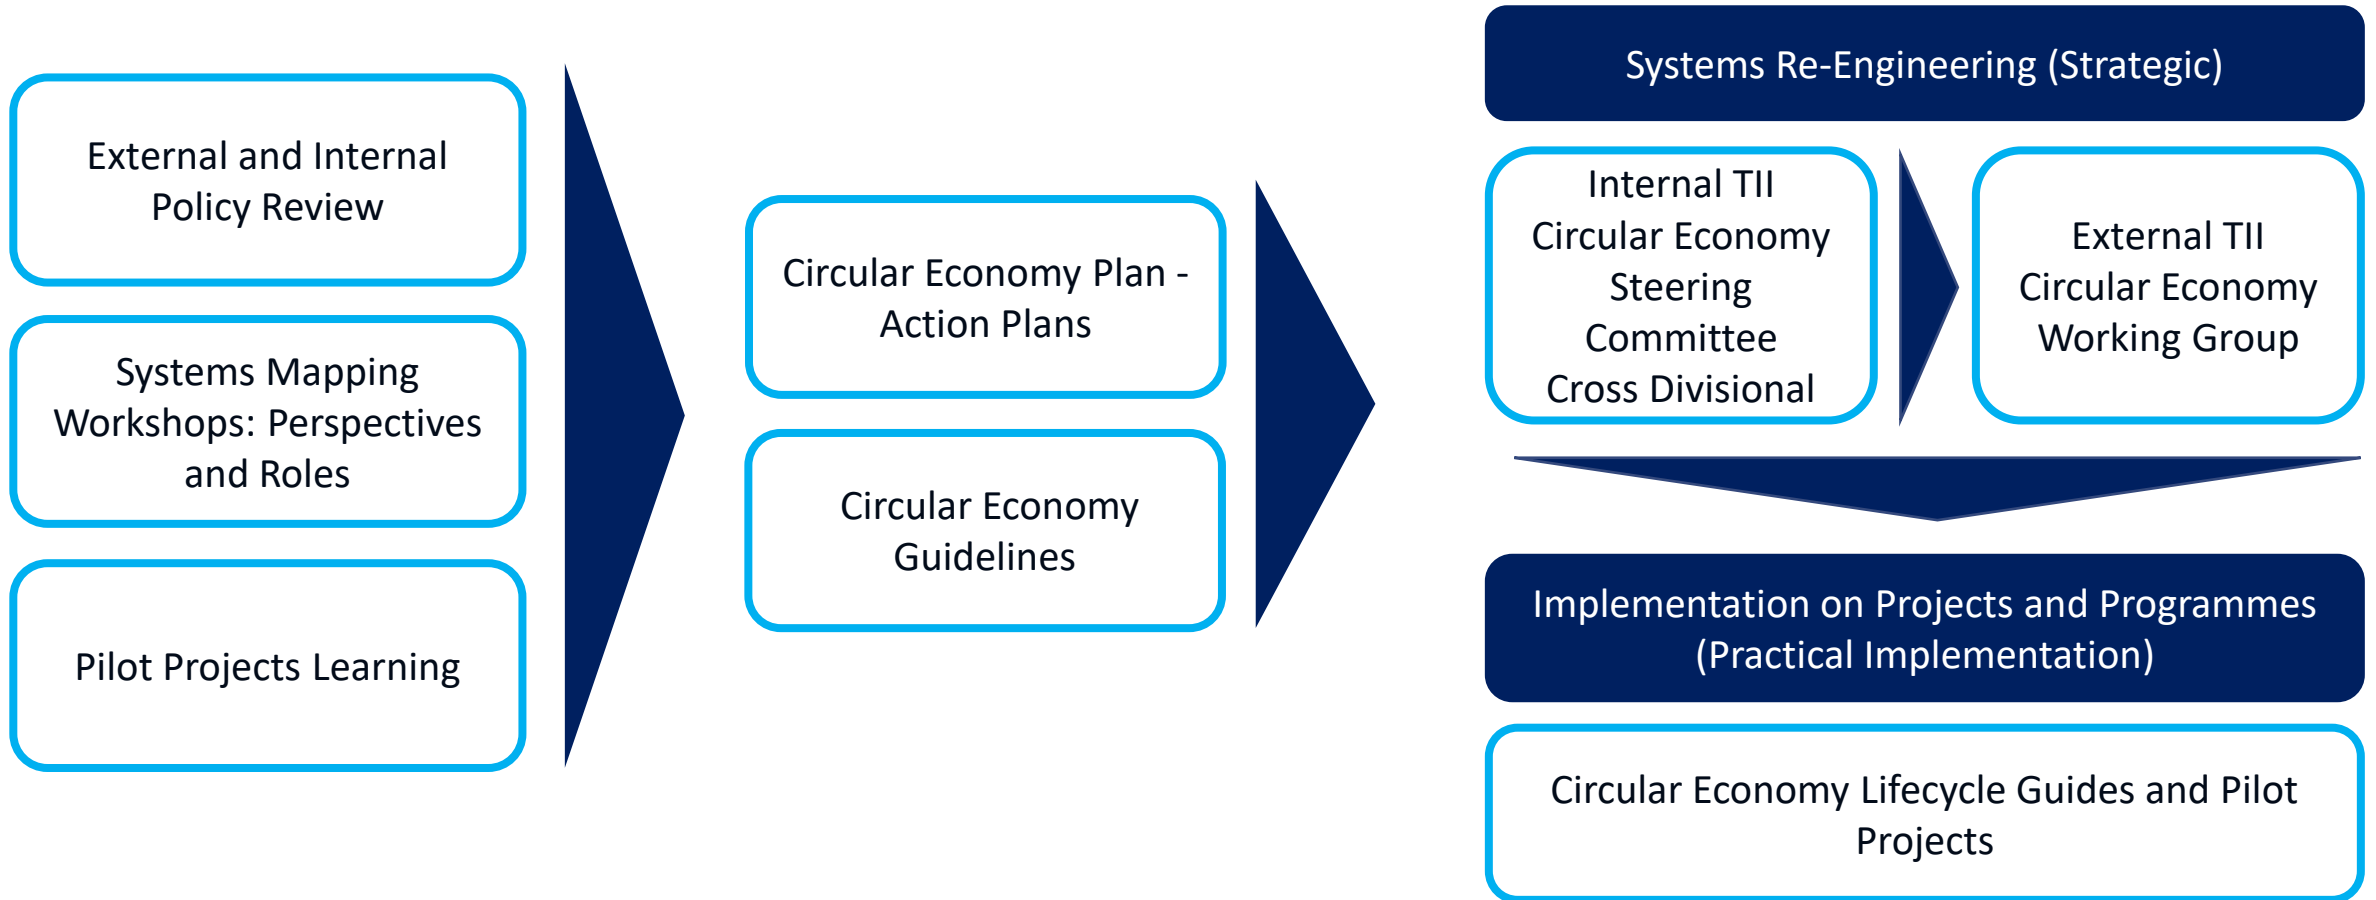 External and Internal
Policy Review
Systems Mapping
Workshops: Perspectives
and Roles
Pilot Projects Learning
Circular Economy Plan -
Action Plans
Circular Economy
Guidelines
Systems Re-Engineering (Strategic)
Internal TII
Circular Economy
Steering
Committee
Cross Divisional
External TII
Circular Economy
Working Group
Implementation on Projects and Programmes
(Practical Implementation)
Circular Economy Lifecycle Guides and Pilot
Projects